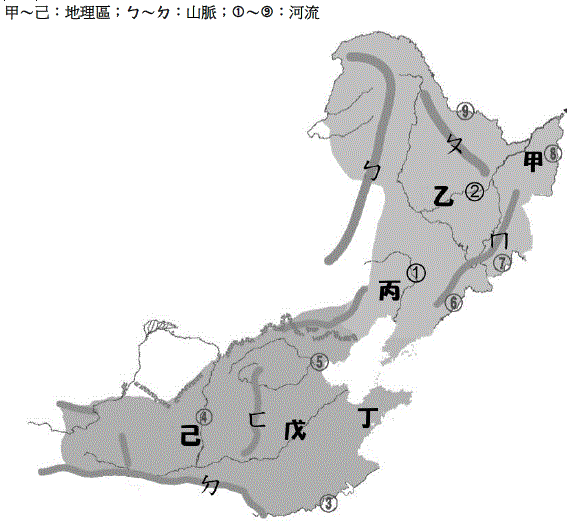 甲～己：地理區；ㄅ～ㄉ：山脈；①～⑨：河流
⑨
ㄆ
甲
⑧
ㄅ
乙
②
ㄇ
⑦
①
丙
⑥
⑤
④
己
ㄈ
戊
丁
ㄉ
③